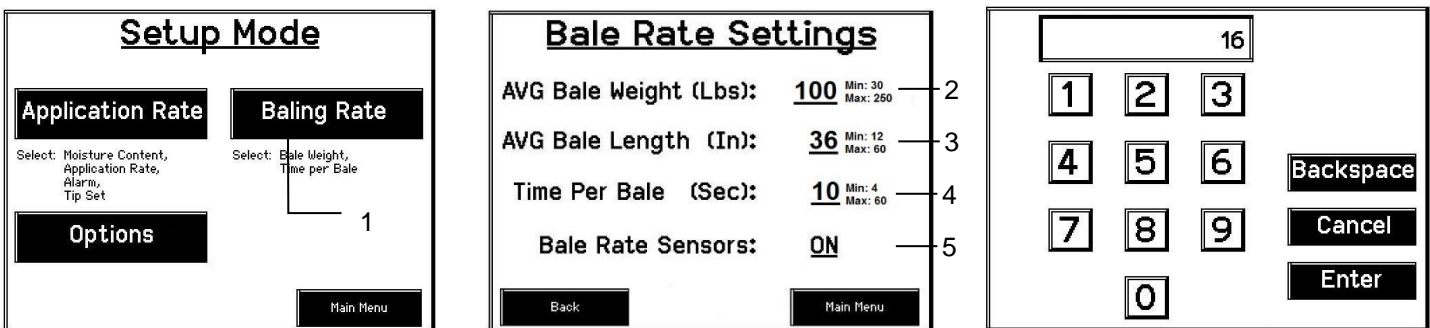 Setup Mode
Application Rate
Select: Moisture Content,
Application Rate,
Alarm,
Tip Set
Baling Rate
Select: Bale Weight,
Time per Bale
1
Options
Main Menu
Bale Rate Settings
AVG Bale Weight (Lbs): 100 Min: 30 Max: 250 2
AVG Bale Length (In): 36 Min: 12 Max: 60 3
Time Per Bale (Sec): 10 Min: 4 Max: 60 4
Bale Rate Sensors: ON 5
Back Main Menu
16
1 2 3
4 5 6
7 8 9
0
Backspace
Cancel
Enter